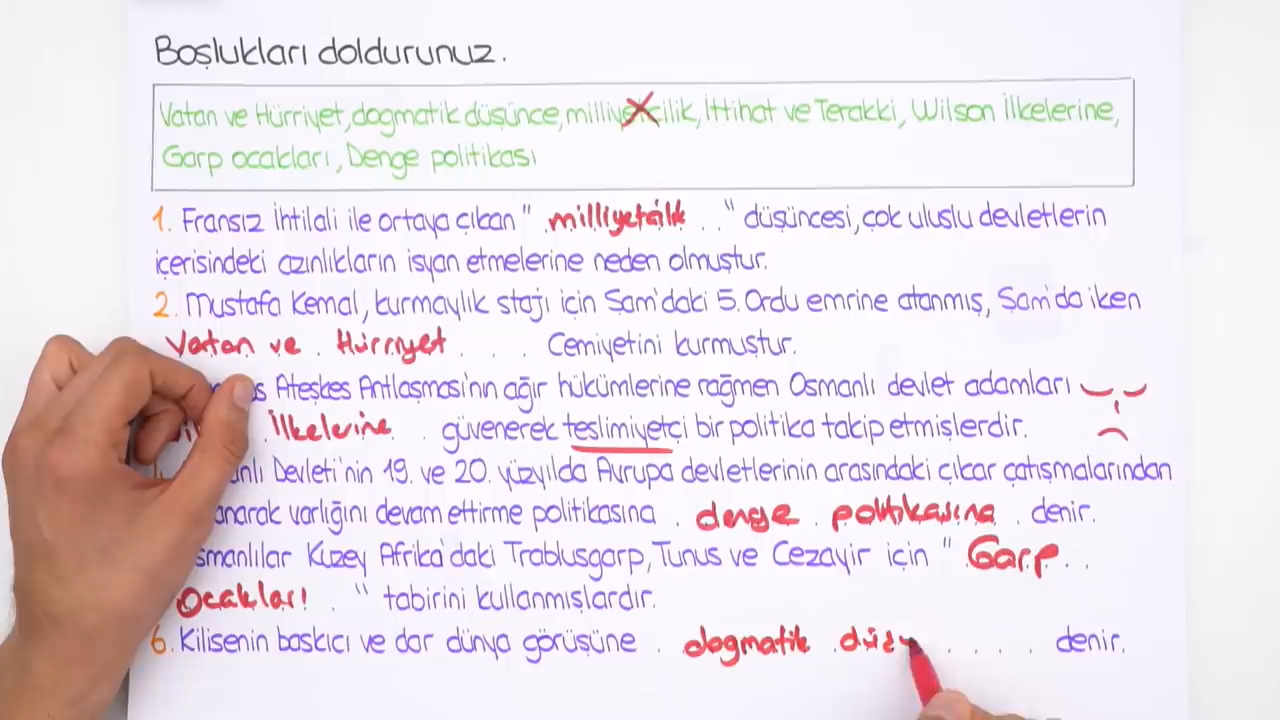 Boşlukları doldurunuz.
Vatan ve Hürriyet, dogmatik düşünce, milliyetçilik, İttihat ve Terakki, Wilson İlkelerine,
Garp ocakları, Denge politikası
1. Fransız İhtilali ile ortaya çıkan " milliyetçilik . . " düşüncesi, çok uluslu devletlerin
içerisindeki azınlıkların isyan etmelerine neden olmuştur.
2. Mustafa Kemal, kurmaylık stajı için Şam'daki 5. Ordu emrine atanmış, Şam'da iken
Vatan ve . Hürriyet . . . Cemiyetini kurmuştur.
Ateşkes Antlaşması'nın ağır hükümlerine rağmen Osmanlı devlet adamları
. İlkelerine . güvenerek teslimiyetçi bir politika takip etmişlerdir.
Devleti'nin 19. ve 20. yüzyılda Avrupa devletlerinin arasındaki çıkar çatışmalarından
varlığını devam ettirme politikasına . denge . politikasına . denir.
smanlılar Kuzey Afrika'daki Trablusgarp, Tunus ve Cezayir için " Garp . .
Ocakları . " tabirini kullanmışlardır.
6. Kilisenin baskıcı ve dar dünya görüşüne . dogmatik . düş . . . . denir.